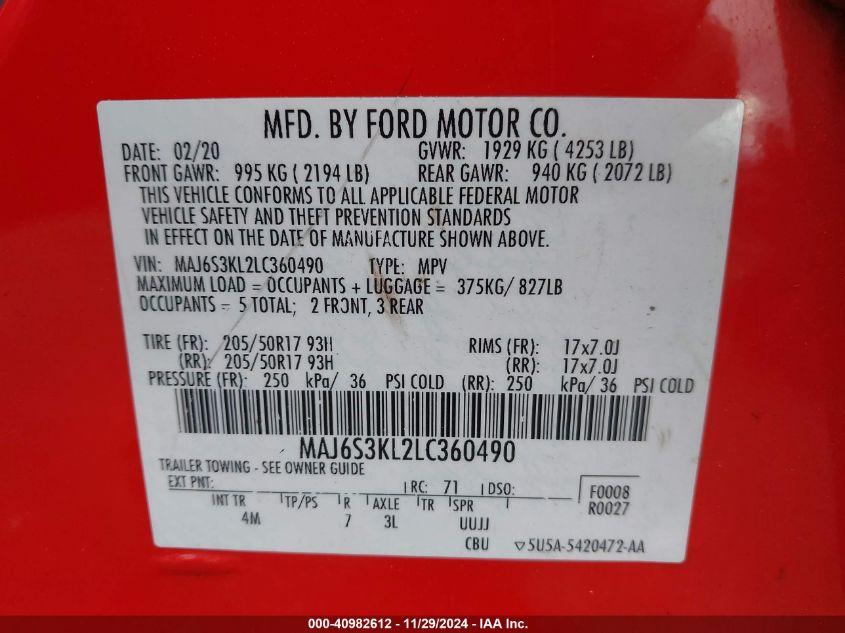 MFD. BY FORD MOTOR CO.
DATE: 02/20 GVWR: 1929 KG ( 4253 LB)
FRONT GAWR: 995 KG ( 2194 LB) REAR GAWR: 940 KG ( 2072 LB)
THIS VEHICLE CONFORMS TO ALL APPLICABLE FEDERAL MOTOR
VEHICLE SAFETY AND THEFT PREVENTION STANDARDS
IN EFFECT ON THE DATE OF MANUFACTURE SHOWN ABOVE.
VIN: MAJ6S3KL2LC360490 TYPE: MPV
MAXIMUM LOAD = OCCUPANTS + LUGGAGE = 375KG/ 827LB
OCCUPANTS = 5 TOTAL; 2 FRONT, 3 REAR
TIRE (FR): 205/50R17 93H RIMS (FR): 17x7.0J
(RR): 205/50R17 93H (RR): 17x7.0J
PRESSURE (FR): 250 kPa/ 36 PSI COLD (RR): 250 kPa/ 36 PSI COLD
MAJ6S3KL2LC360490
TRAILER TOWING - SEE OWNER GUIDE
EXT PNT: RC: 71 DSO: F0008
INT TR TP/PS R AXLE TR SPR R0027
4M 7 3L UUJJ
CBU ▽5U5A-5420472-AA
000-40982612 - 11/29/2024 - IAA Inc.